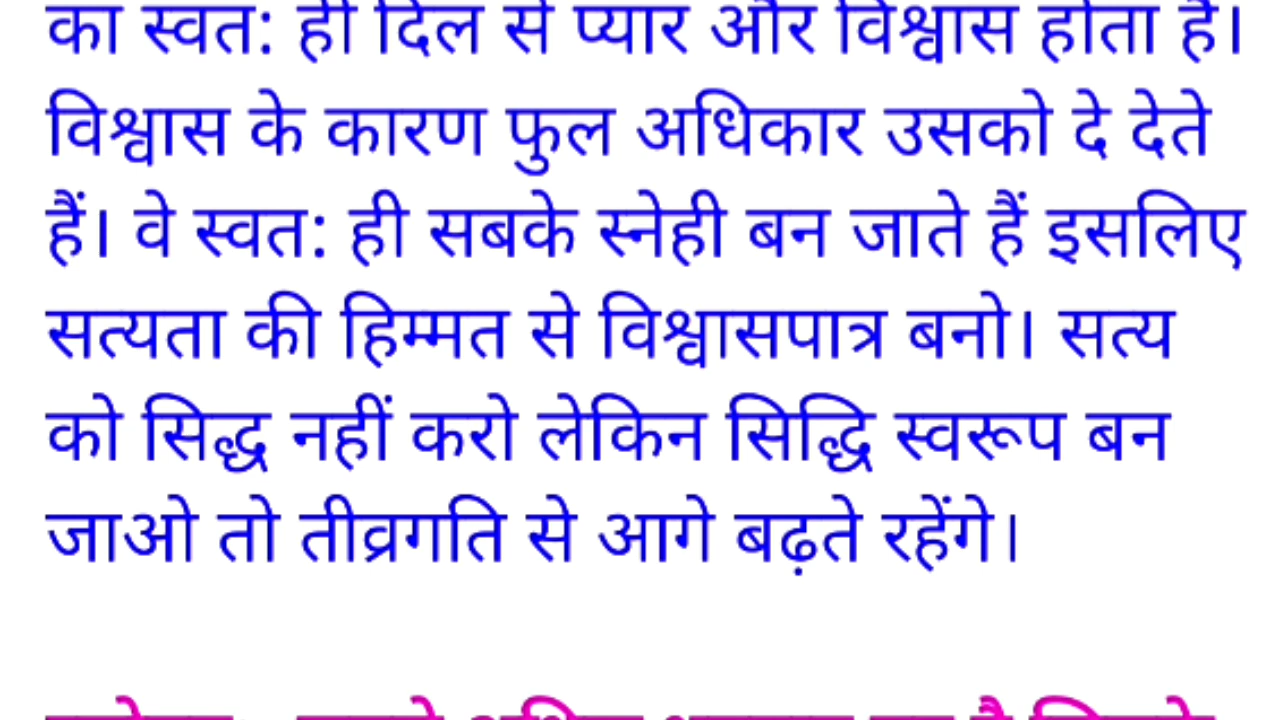 का स्वत: ही दिल से प्यार और विश्वास होता है।
विश्वास के कारण फुल अधिकार उसको दे देते
हैं। वे स्वत: ही सबके स्नेही बन जाते हैं इसलिए
सत्यता की हिम्मत से विश्वासपात्र बनो। सत्य
को सिद्ध नहीं करो लेकिन सिद्धि स्वरूप बन
जाओ तो तीव्रगति से आगे बढ़ते रहेंगे।